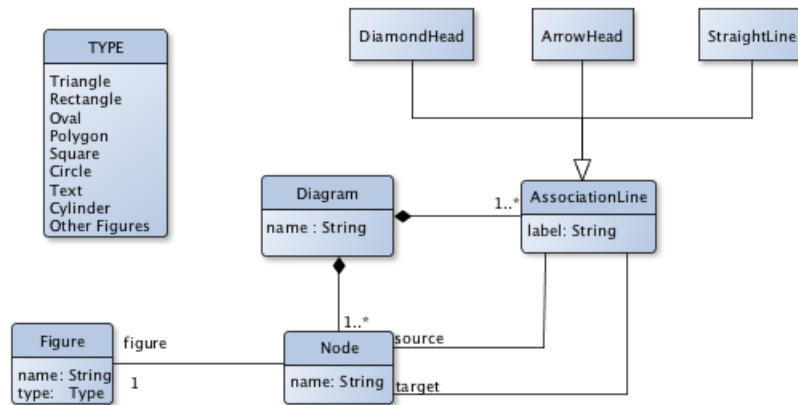 TYPE
Triangle
Rectangle
Oval
Polygon
Square
Circle
Text
Cylinder
Other Figures
DiamondHead
ArrowHead
StraightLine
Diagram
name : String
1..*
AssociationLine
label: String
1..*
Figure
name: String
type: Type
figure
1
Node
name: String
source
target